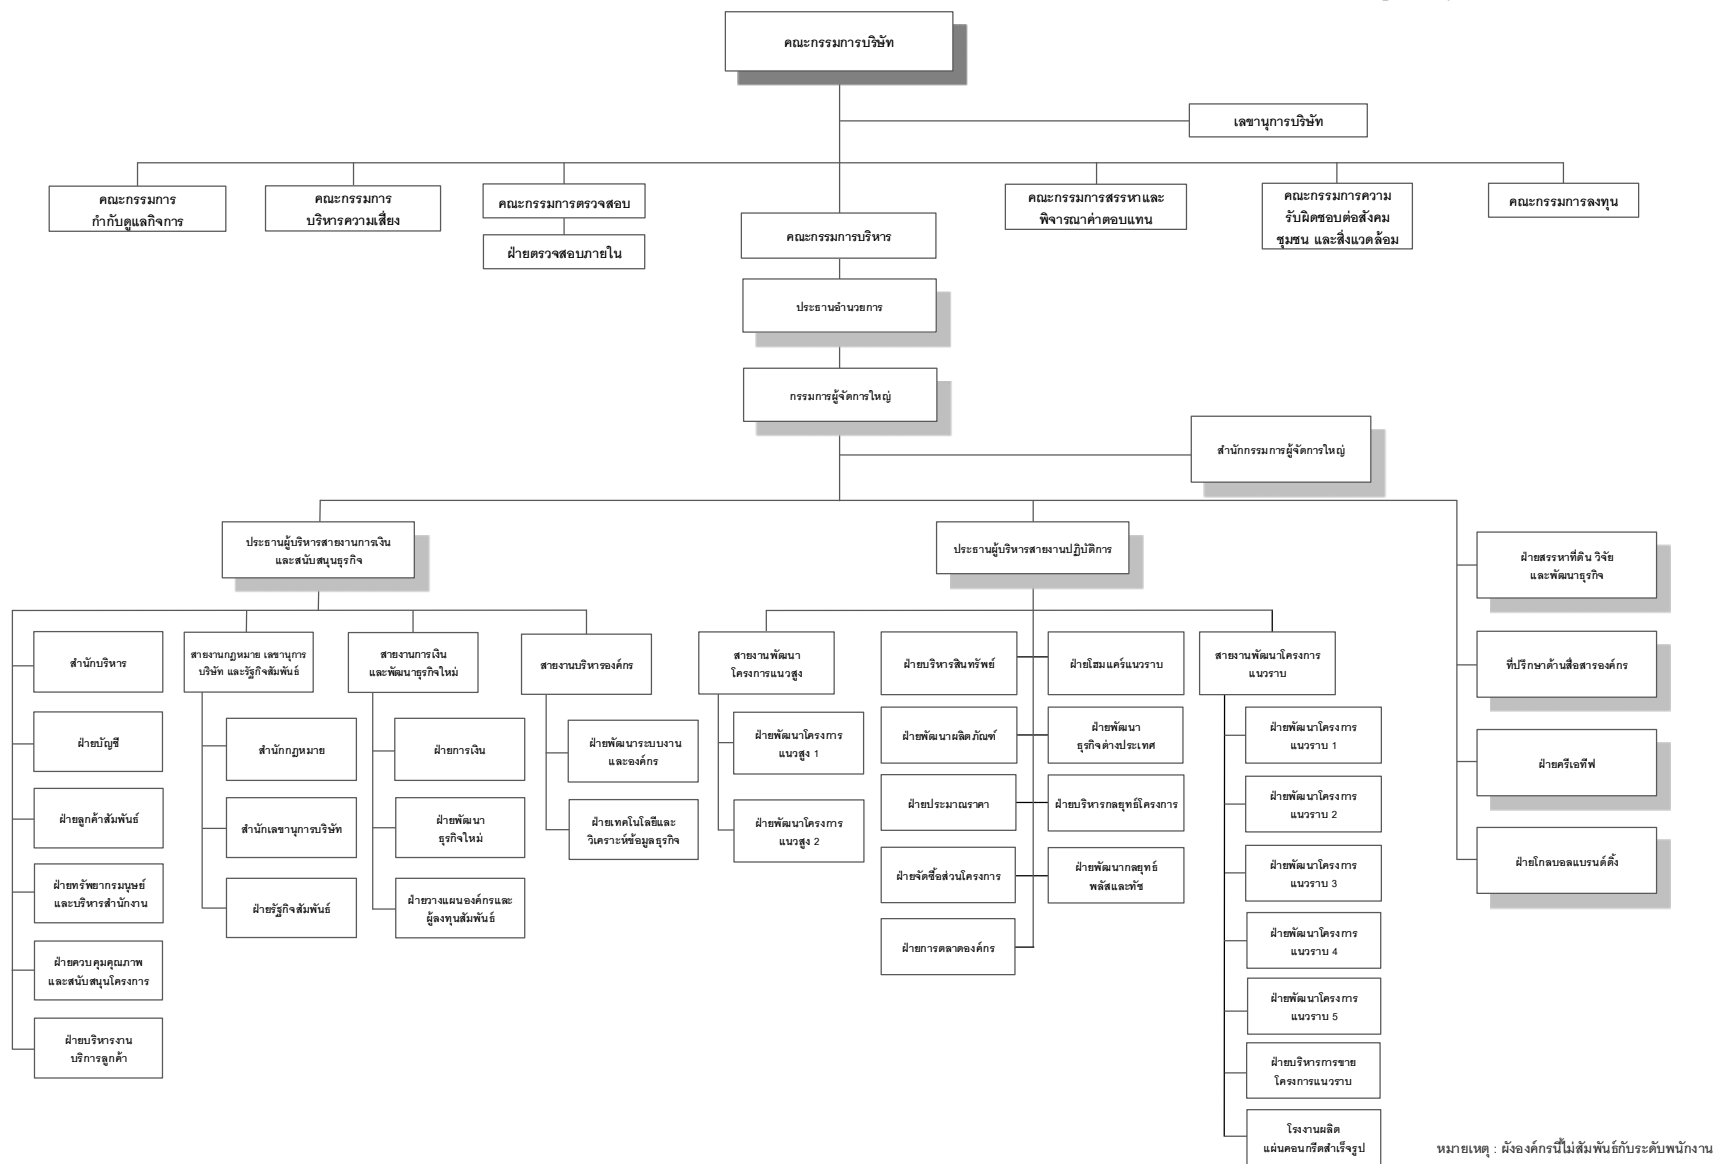 คณะกรรมการบริษัท
เลขานุการบริษัท
คณะกรรมการ
กำกับดูแลกิจการ
คณะกรรมการ
บริหารความเสี่ยง
คณะกรรมการตรวจสอบ
ฝ่ายตรวจสอบภายใน
คณะกรรมการบริหาร
คณะกรรมการสรรหาและ
พิจารณาค่าตอบแทน
คณะกรรมการความ
รับผิดชอบต่อสังคม
ชุมชน และสิ่งแวดล้อม
คณะกรรมการลงทุน
ประธานอำนวยการ
กรรมการผู้จัดการใหญ่
สำนักกรรมการผู้จัดการใหญ่
ประธานผู้บริหารสายงานการเงิน
และสนับสนุนธุรกิจ
ประธานผู้บริหารสายงานปฏิบัติการ
สำนักบริหาร
ฝ่ายบัญชี
ฝ่ายลูกค้าสัมพันธ์
ฝ่ายทรัพยากรมนุษย์
และบริหารสำนักงาน
ฝ่ายควบคุมคุณภาพ
และสนับสนุนโครงการ
ฝ่ายบริหารงาน
บริการลูกค้า
สายงานกฎหมาย เลขานุการ
บริษัท และรัฐกิจสัมพันธ์
สำนักกฎหมาย
สำนักเลขานุการบริษัท
ฝ่ายรัฐกิจสัมพันธ์
สายงานการเงิน
และพัฒนาธุรกิจใหม่
ฝ่ายการเงิน
ฝ่ายพัฒนา
ธุรกิจใหม่
ฝ่ายวางแผนองค์กรและ
ผู้ลงทุนสัมพันธ์
สายงานบริหารองค์กร
ฝ่ายพัฒนาระบบงาน
และองค์กร
ฝ่ายเทคโนโลยีและ
วิเคราะห์ข้อมูลธุรกิจ
สายงานพัฒนา
โครงการแนวสูง
ฝ่ายพัฒนาโครงการ
แนวสูง 1
ฝ่ายพัฒนาโครงการ
แนวสูง 2
ฝ่ายบริหารสินทรัพย์
ฝ่ายพัฒนาผลิตภัณฑ์
ฝ่ายประมาณราคา
ฝ่ายจัดซื้อส่วนโครงการ
ฝ่ายการตลาดองค์กร
ฝ่ายโฮมแคร์แนวราบ
ฝ่ายพัฒนา
ธุรกิจต่างประเทศ
ฝ่ายบริหารกลยุทธ์โครงการ
ฝ่ายพัฒนากลยุทธ์
พลัสและทัช
สายงานพัฒนาโครงการ
แนวราบ
ฝ่ายพัฒนาโครงการ
แนวราบ 1
ฝ่ายพัฒนาโครงการ
แนวราบ 2
ฝ่ายพัฒนาโครงการ
แนวราบ 3
ฝ่ายพัฒนาโครงการ
แนวราบ 4
ฝ่ายพัฒนาโครงการ
แนวราบ 5
ฝ่ายบริหารการขาย
โครงการแนวราบ
โรงงานผลิต
แผ่นคอนกรีตสำเร็จรูป
ฝ่ายสรรหาที่ดิน วิจัย
และพัฒนาธุรกิจ
ที่ปรึกษาด้านสื่อสารองค์กร
ฝ่ายครีเอทีฟ
ฝ่ายโกลบอลแบรนด์ดิ้ง
หมายเหตุ : ผังองค์กรนี้ไม่สัมพันธ์กับระดับพนักงาน